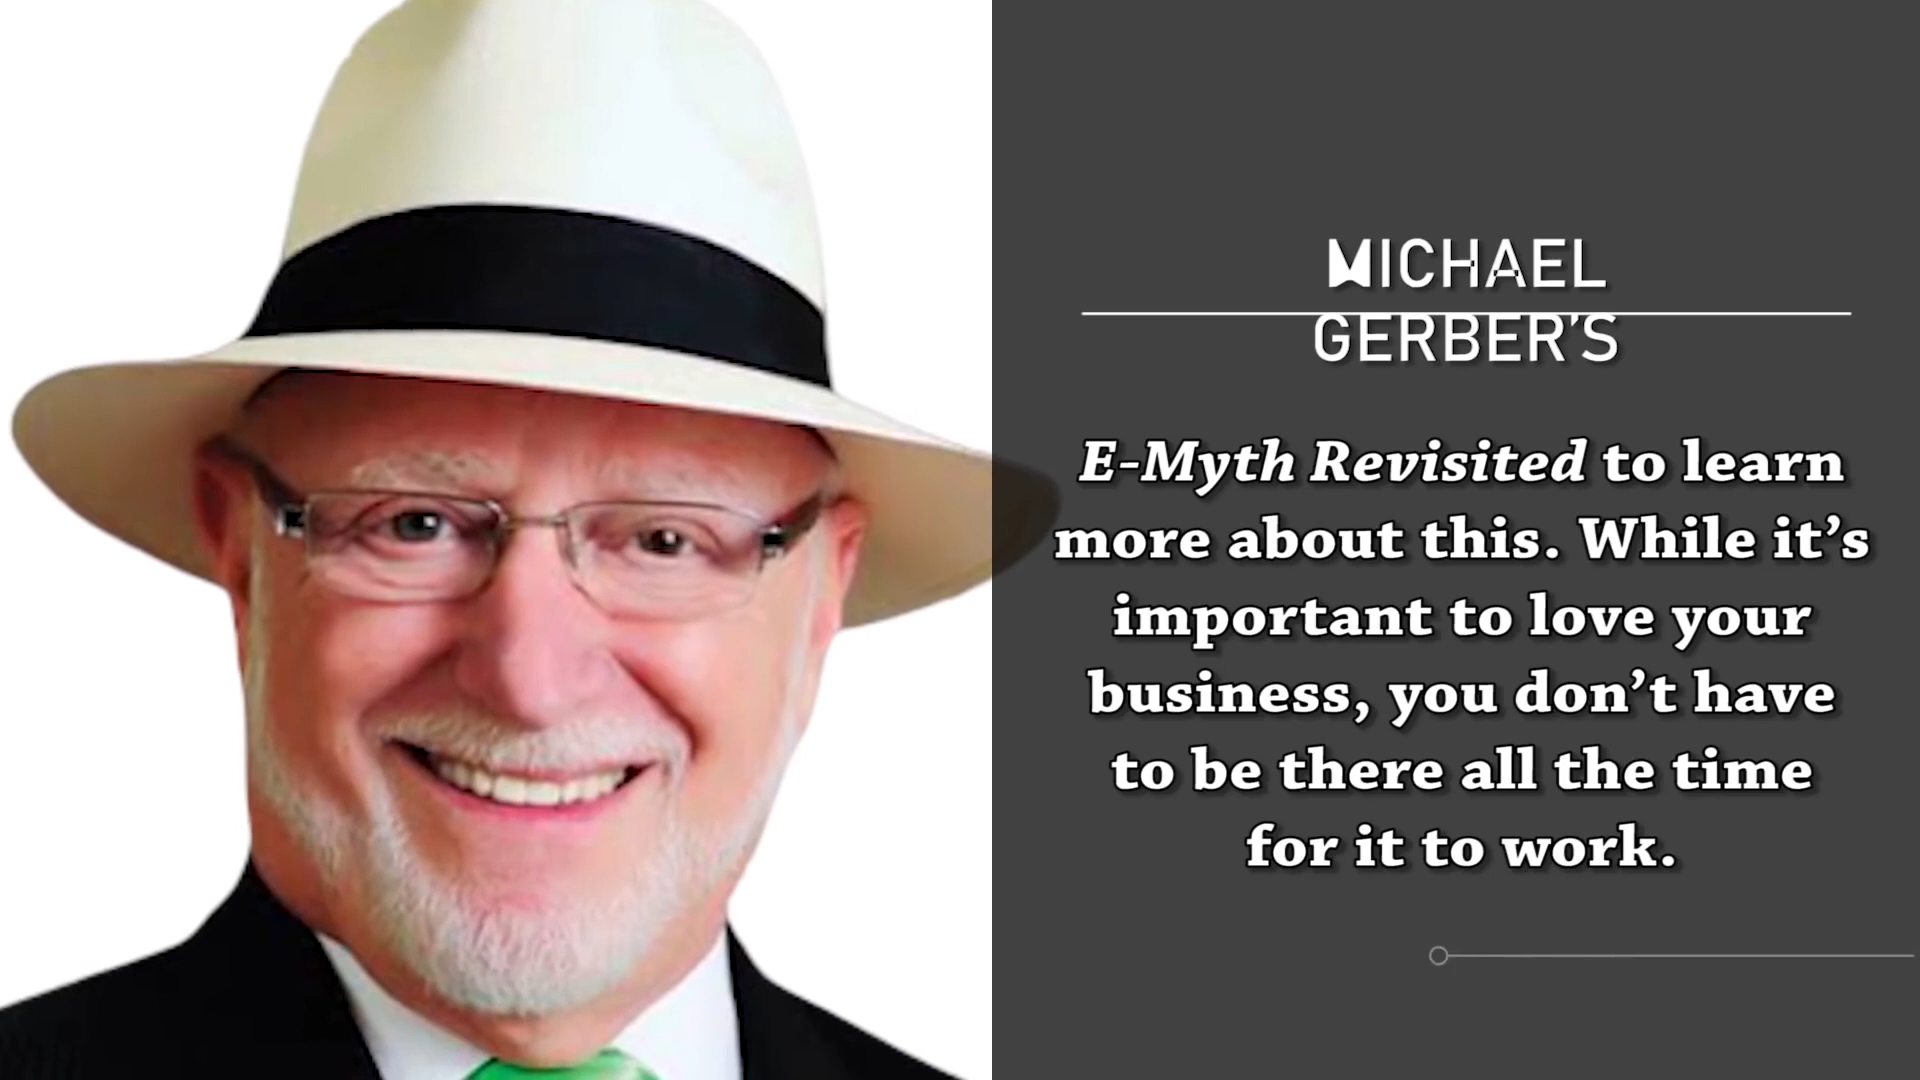 MICHAEL
GERBER’S
E-Myth Revisited to learn
more about this. While it’s
important to love your
business, you don’t have
to be there all the time
for it to work.